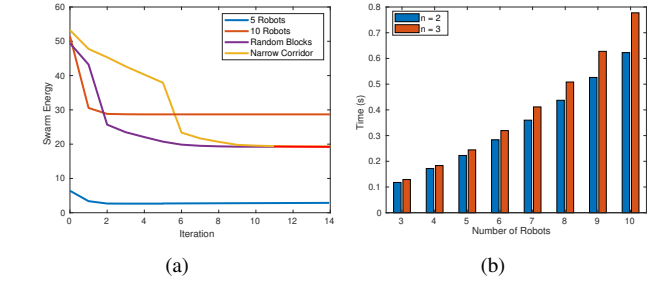 60
50
40
30
20
10
0
Swarm Energy
5 Robots
10 Robots
Random Blocks
Narrow Corridor
0 2 4 6 8 10 12 14
Iteration
(a)
0.8
0.7
0.6
0.5
0.4
0.3
0.2
0.1
0
Time (s)
n = 2
n = 3
3 4 5 6 7 8 9 10
Number of Robots
(b)